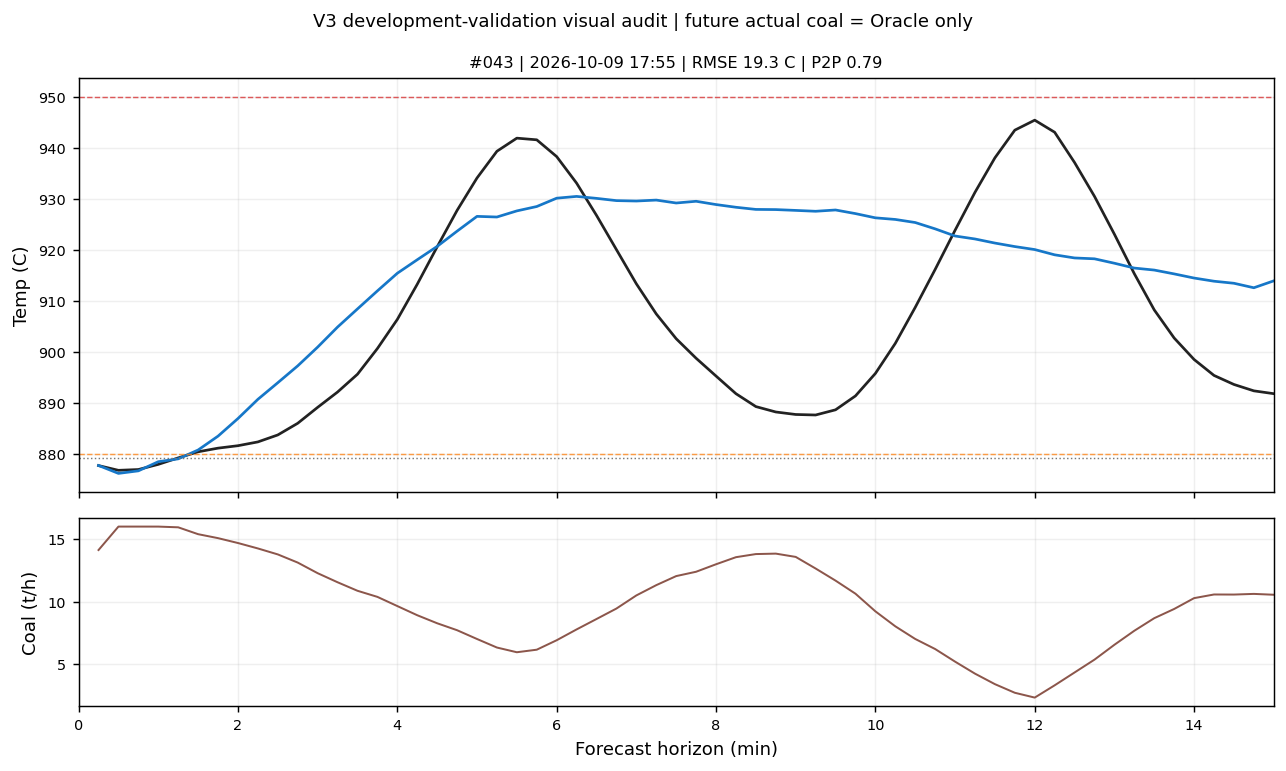 V3 development-validation visual audit | future actual coal = Oracle only
#043 | 2026-10-09 17:55 | RMSE 19.3 C | P2P 0.79
Temp (C)
950
940
930
920
910
900
890
880
Coal (t/h)
15
10
5
0 2 4 6 8 10 12 14
Forecast horizon (min)